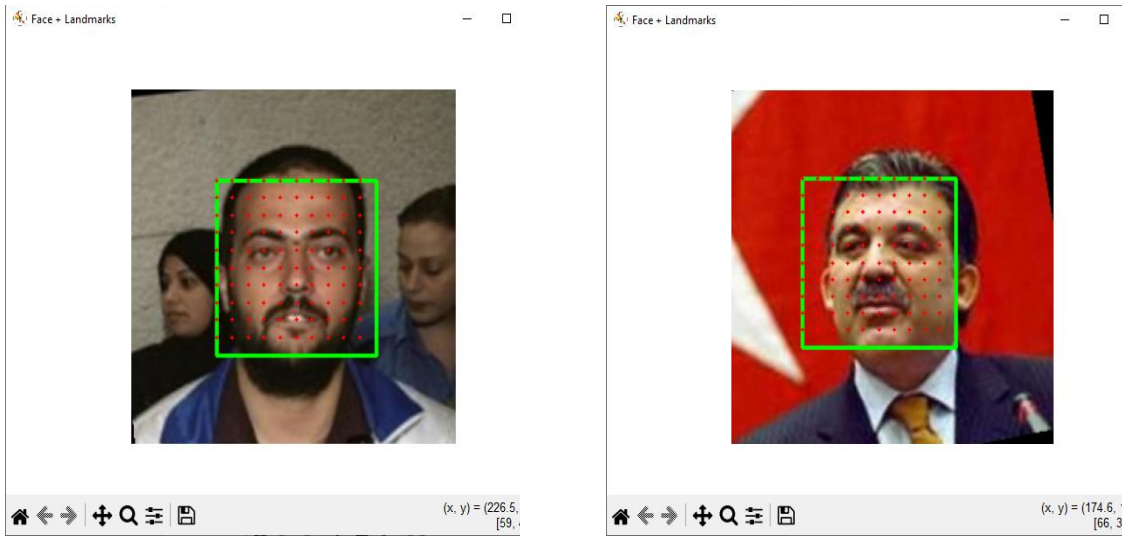 Face + Landmarks
(x, y) = (226.5,
[59,
Face + Landmarks
(x, y) = (174.6,
[66, 3